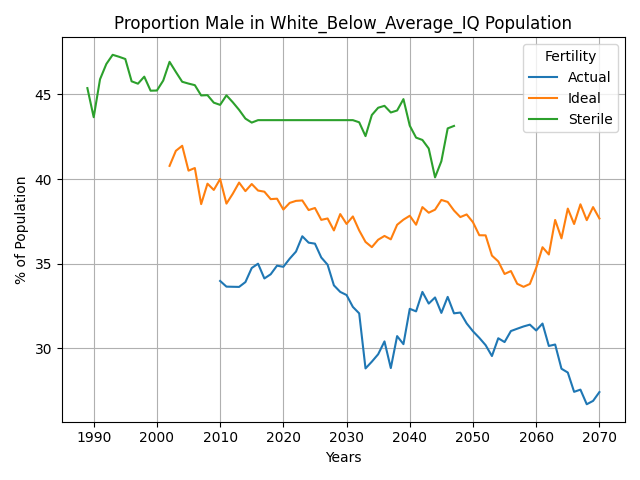 Proportion Male in White_Below_Average_IQ Population
Fertility
Actual
Ideal
Sterile
% of Population
45
40
35
30
1990 2000 2010 2020 2030 2040 2050 2060 2070
Years